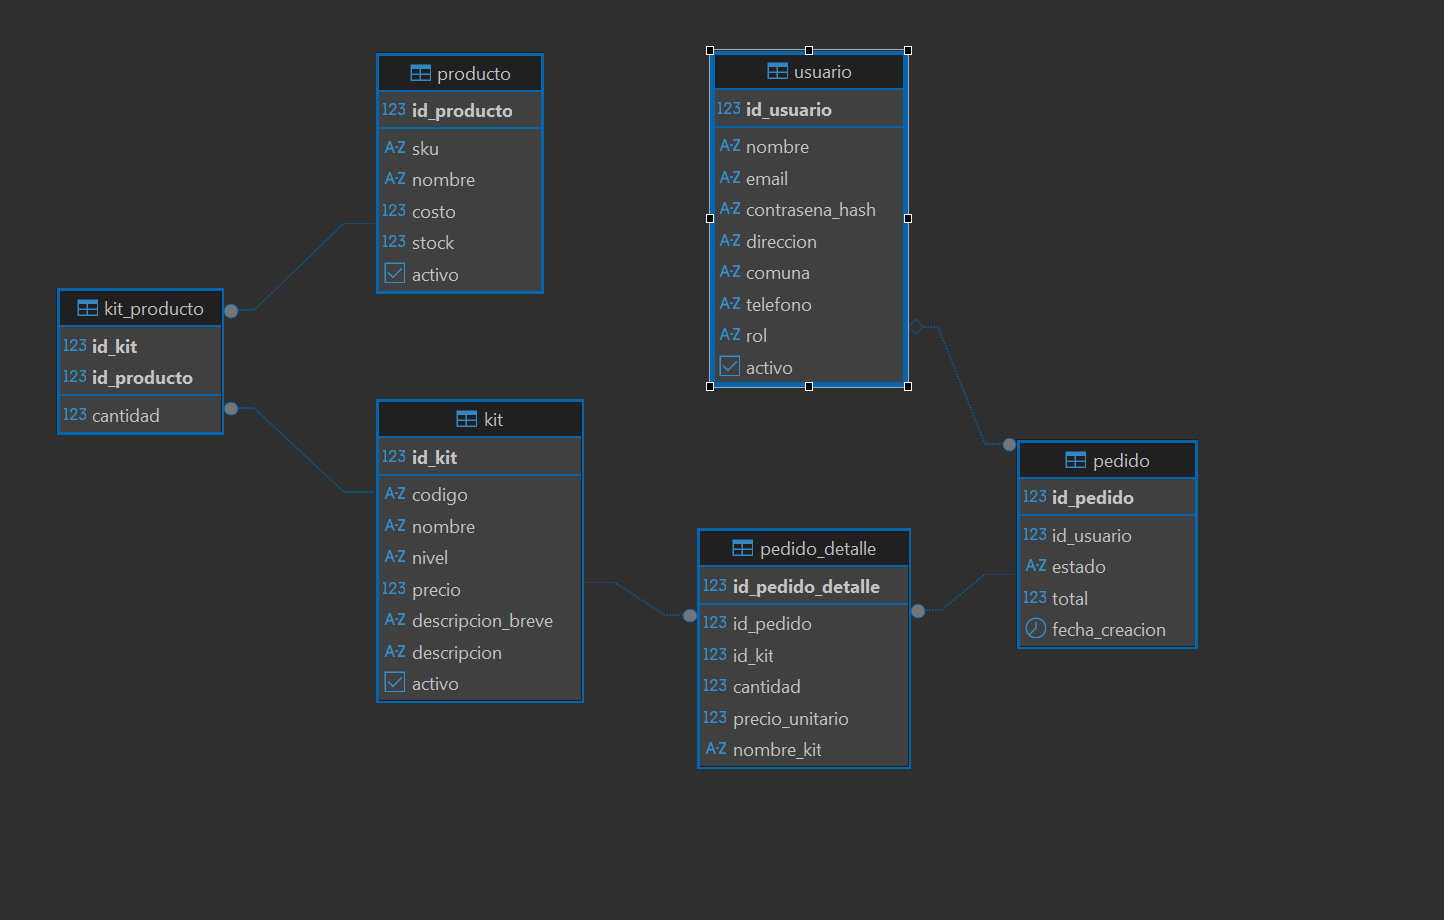 producto
123 id_producto
A-Z sku
A-Z nombre
123 costo
123 stock
activo
usuario
123 id_usuario
A-Z nombre
A-Z email
A-Z contrasena_hash
A-Z direccion
A-Z comuna
A-Z telefono
A-Z rol
activo
kit_producto
123 id_kit
123 id_producto
123 cantidad
kit
123 id_kit
A-Z codigo
A-Z nombre
A-Z nivel
123 precio
A-Z descripcion_breve
A-Z descripcion
activo
pedido_detalle
123 id_pedido_detalle
123 id_pedido
123 id_kit
123 cantidad
123 precio_unitario
A-Z nombre_kit
pedido
123 id_pedido
123 id_usuario
A-Z estado
123 total
fecha_creacion